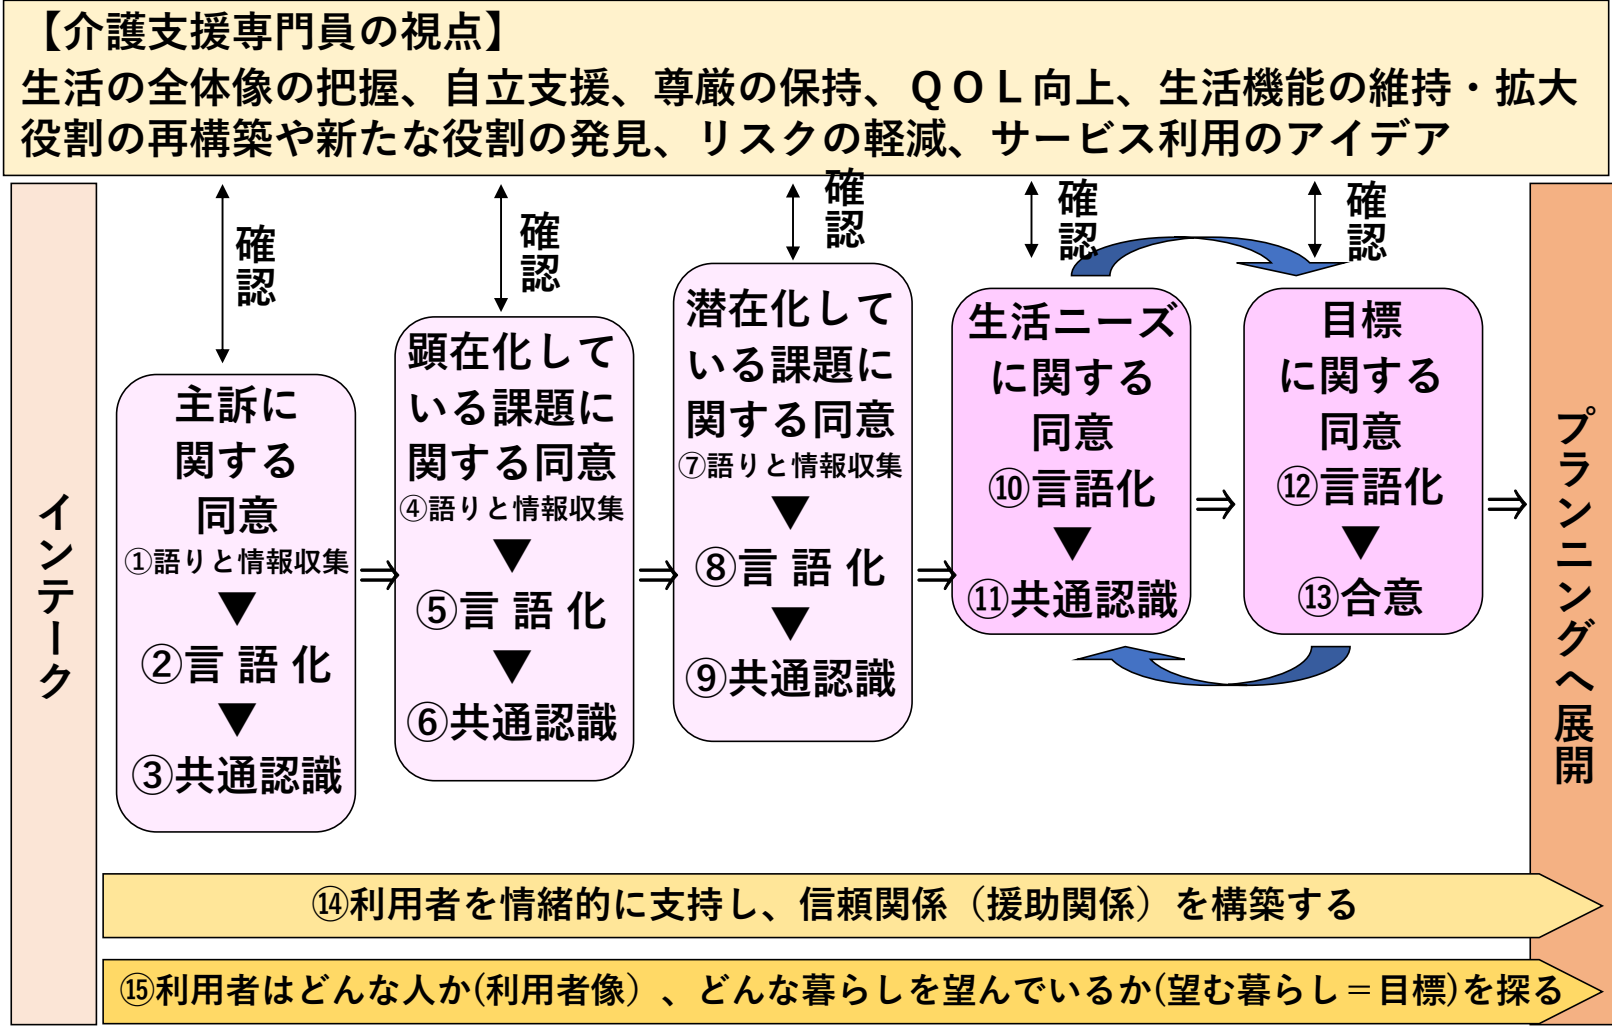 【介護支援専門員の視点】
生活の全体像の把握、自立支援、尊厳の保持、ＱＯＬ向上、生活機能の維持・拡大
役割の再構築や新たな役割の発見、リスクの軽減、サービス利用のアイデア
インテーク
確認
主訴に
関する
同意
①語りと情報収集
▼
②言 語 化
▼
③共通認識
⇒
確認
顕在化して
いる課題に
関する同意
④語りと情報収集
▼
⑤言 語 化
▼
⑥共通認識
⇒
確認
潜在化して
いる課題に
関する同意
⑦語りと情報収集
▼
⑧言 語 化
▼
⑨共通認識
⇒
確認
生活ニーズ
に関する
同意
⑩言語化
▼
⑪共通認識
⇒
確認
目標
に関する
同意
⑫言語化
▼
⑬合意
⇒
プランニングへ展開
⑭利用者を情緒的に支持し、信頼関係（援助関係）を構築する
⑮利用者はどんな人か(利用者像）、どんな暮らしを望んでいるか(望む暮らし＝目標)を探る